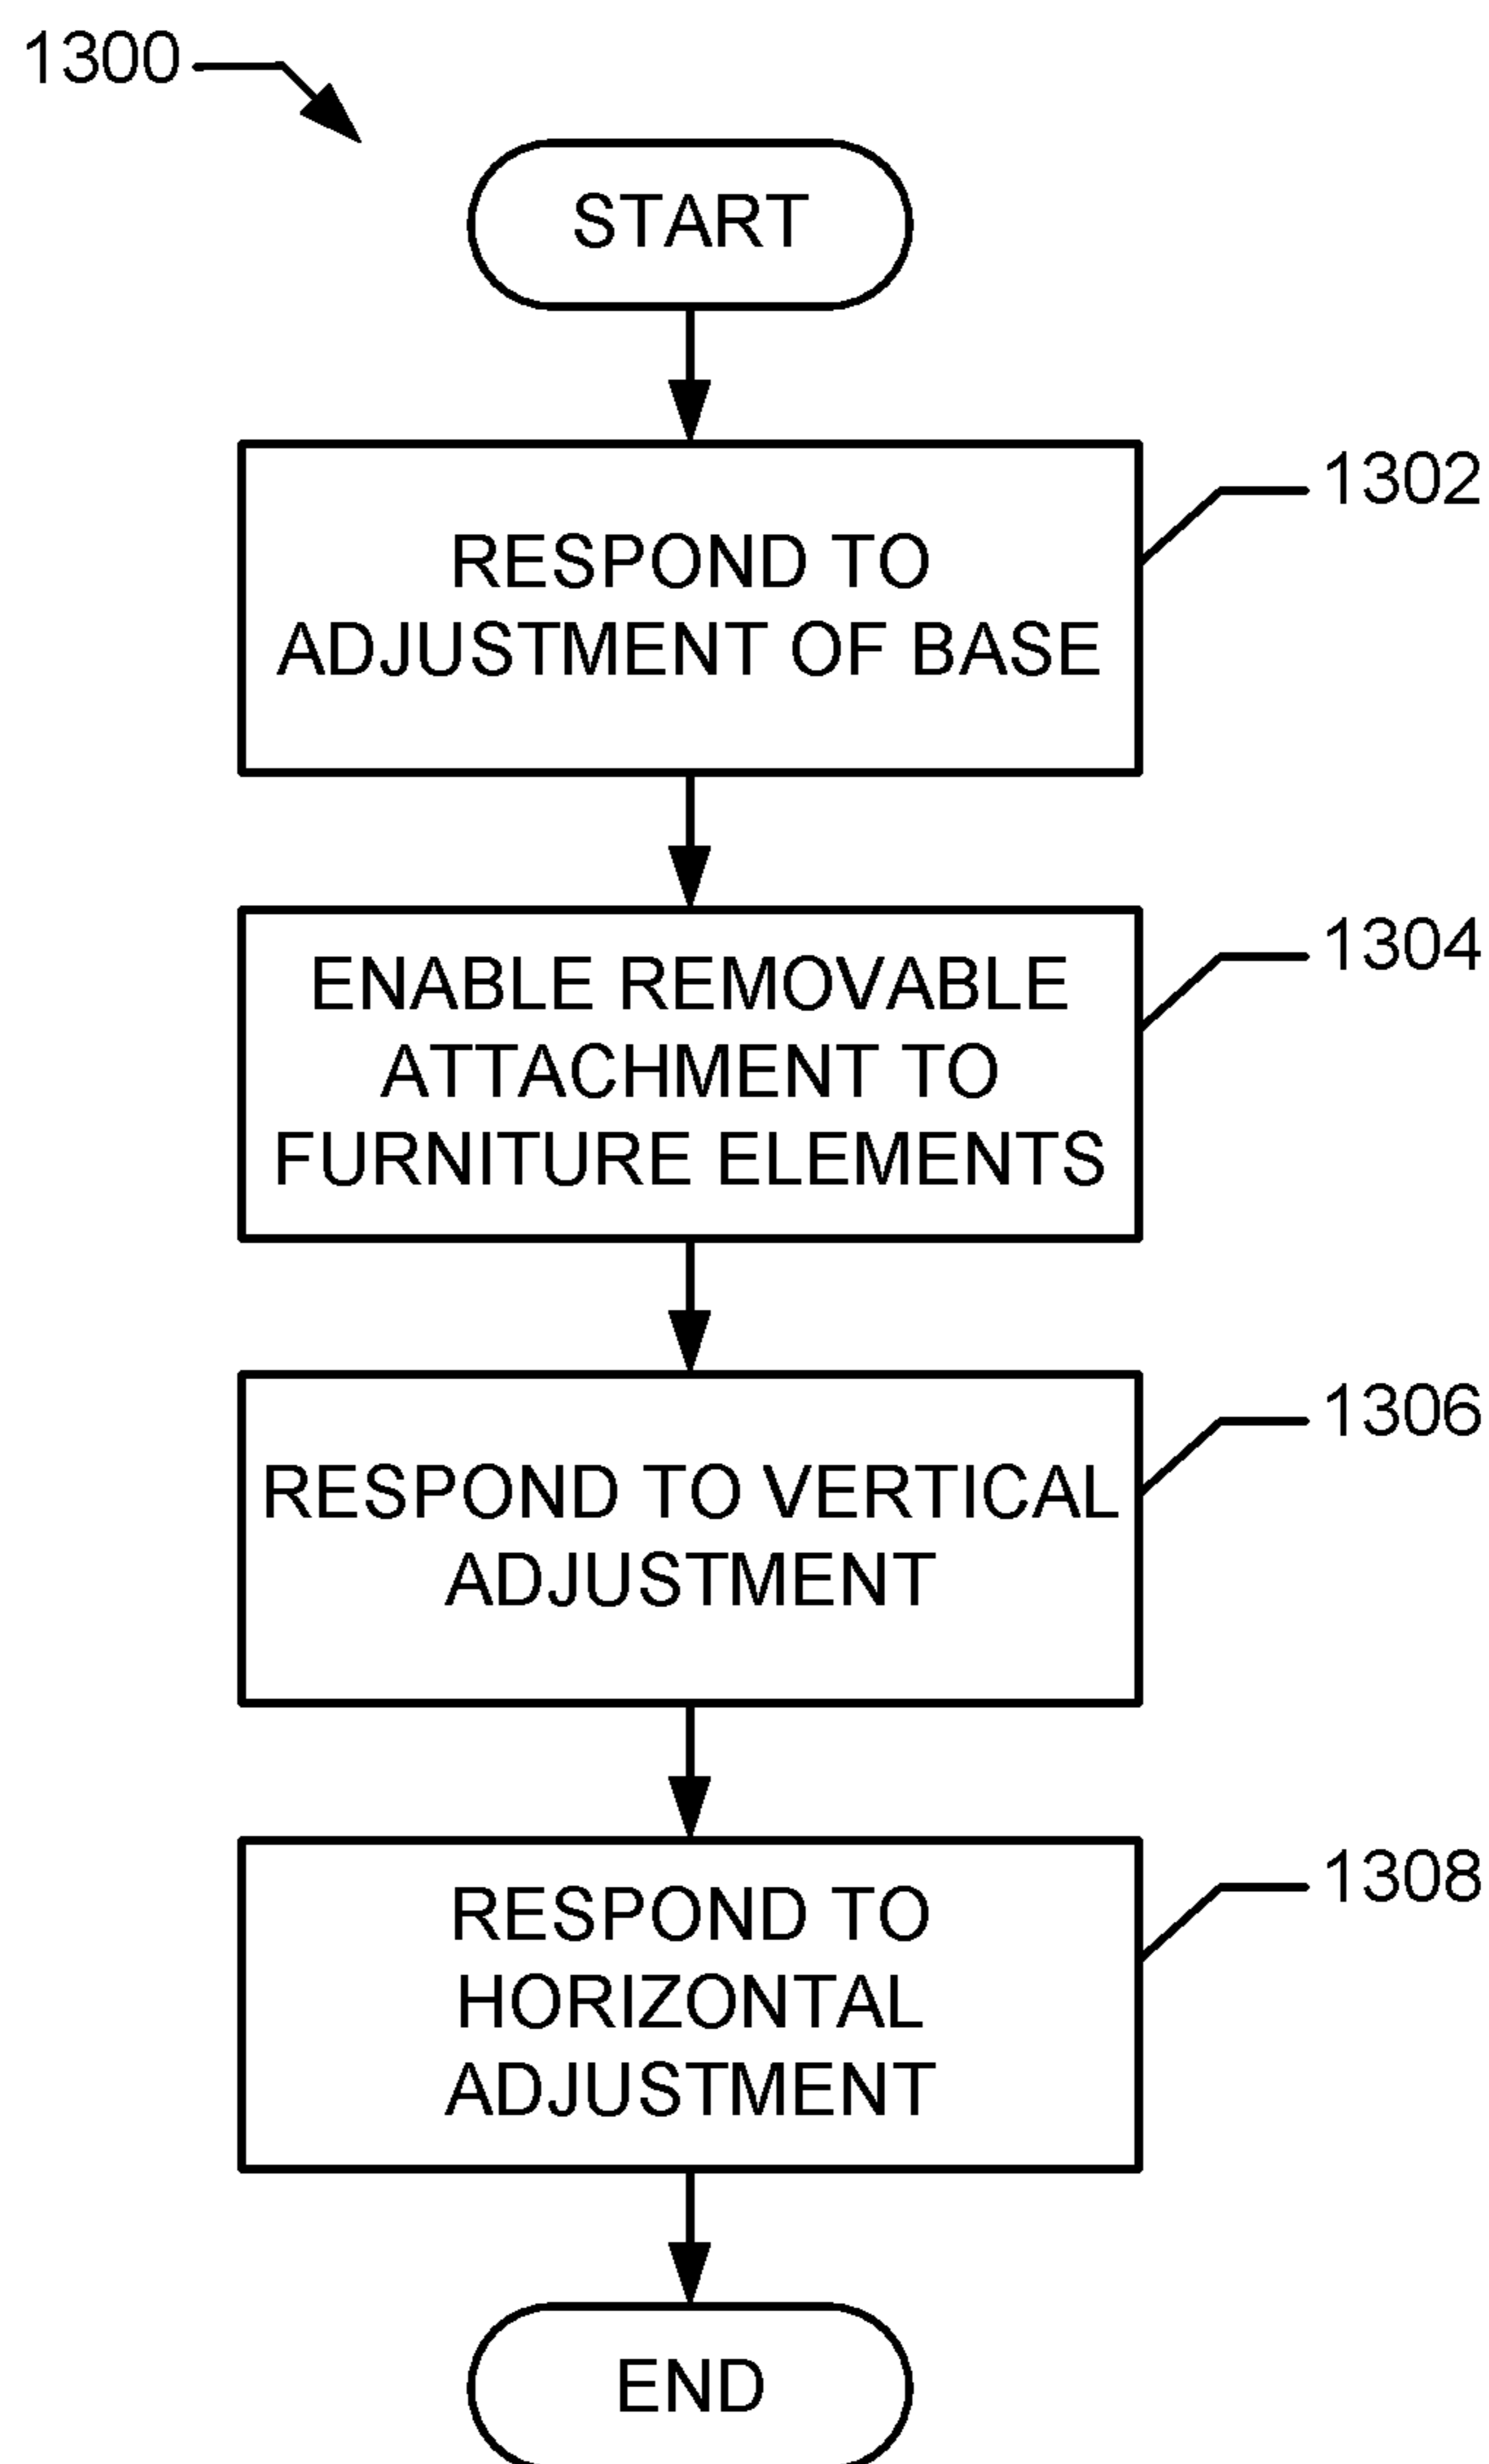 1300
START
1302
RESPOND TO
ADJUSTMENT OF BASE
1304
ENABLE REMOVABLE
ATTACHMENT TO
FURNITURE ELEMENTS
1306
RESPOND TO VERTICAL
ADJUSTMENT
1308
RESPOND TO
HORIZONTAL
ADJUSTMENT
END